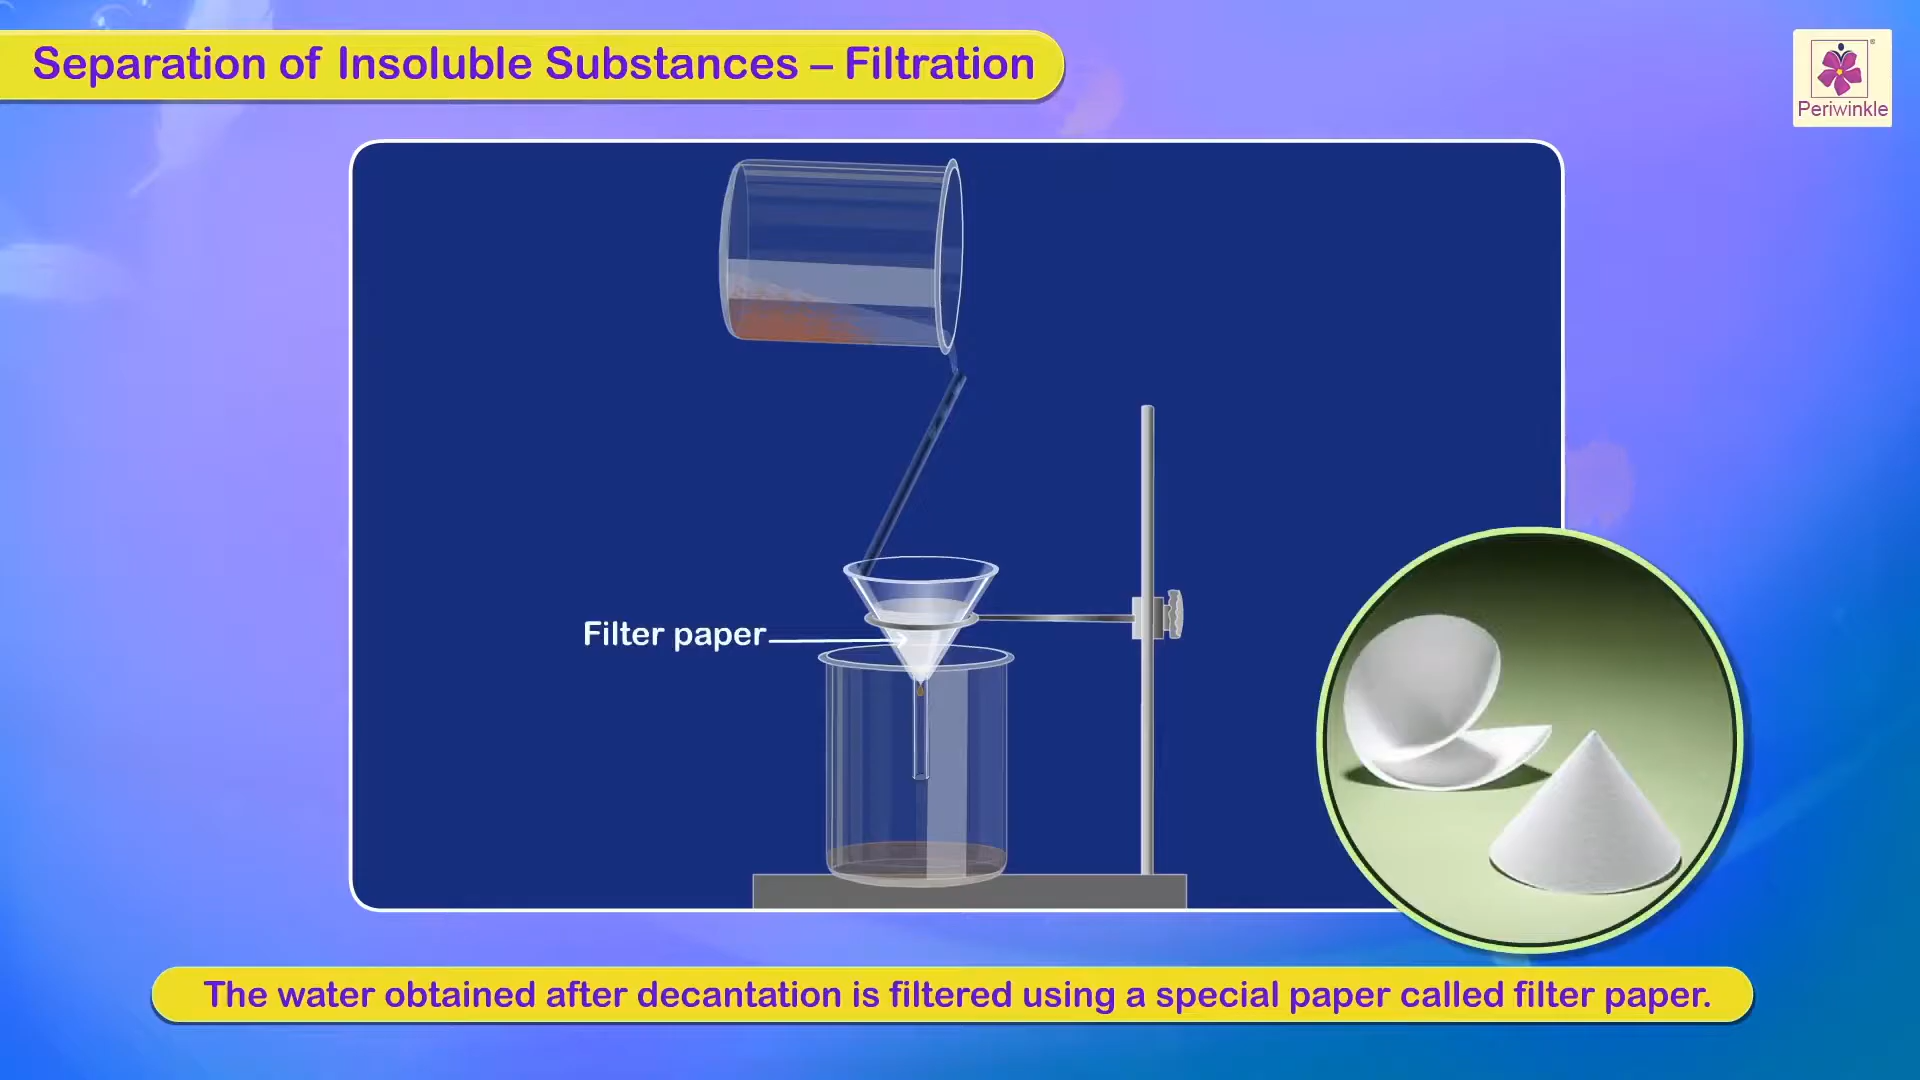 Separation of Insoluble Substances – Filtration
Periwinkle
Filter paper
The water obtained after decantation is filtered using a special paper called filter paper.